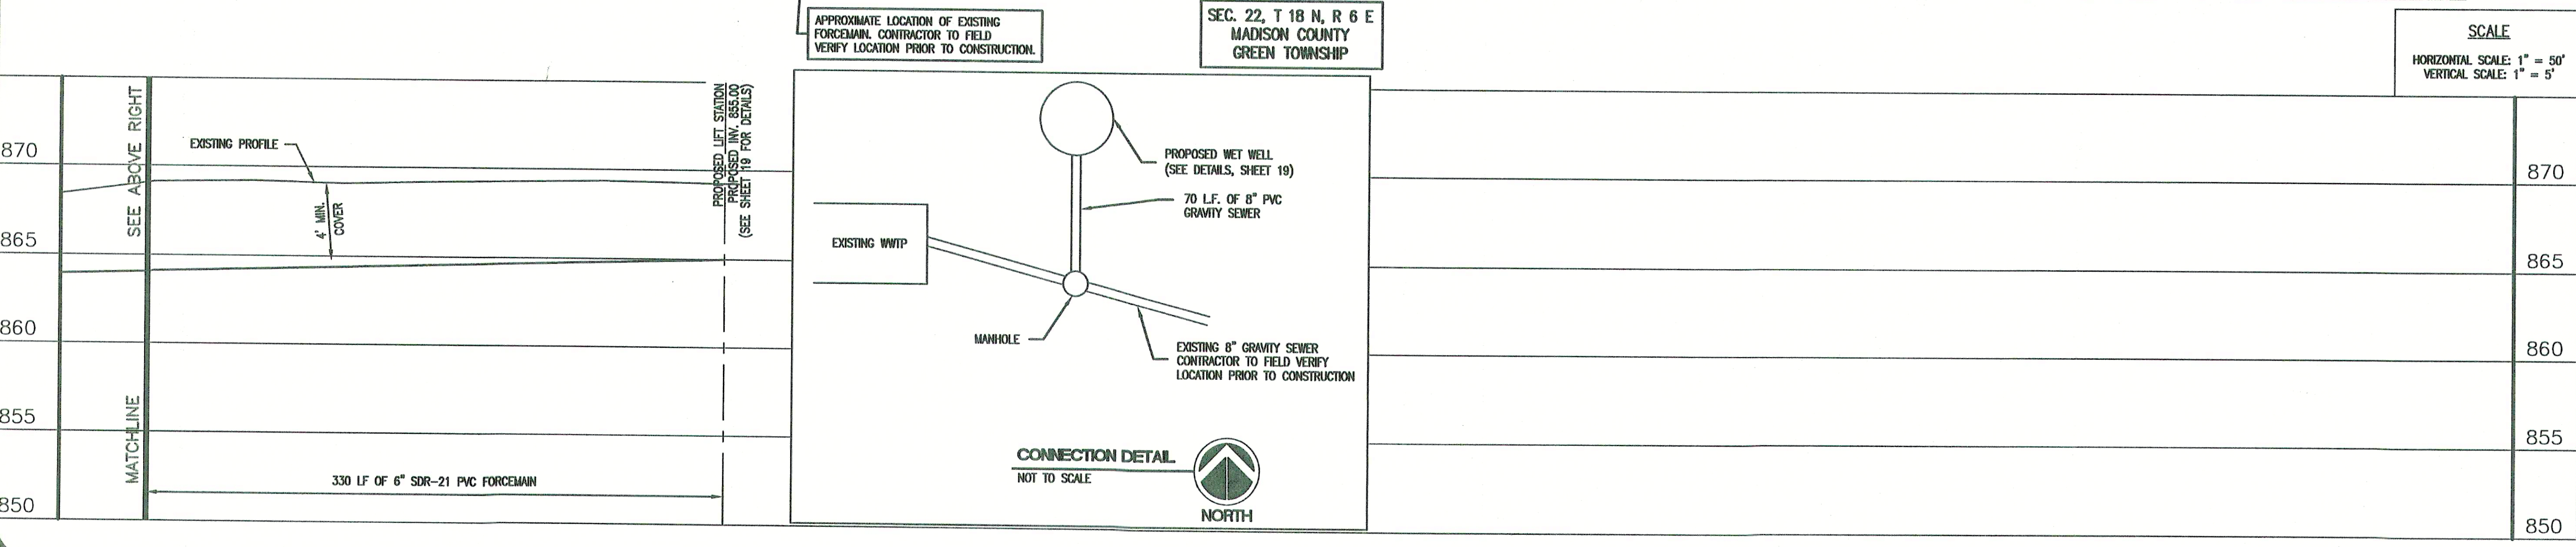 APPROXIMATE LOCATION OF EXISTING
FORCEMAIN. CONTRACTOR TO FIELD
VERIFY LOCATION PRIOR TO CONSTRUCTION.
SEC. 22, T 18 N, R 6 E
MADISON COUNTY
GREEN TOWNSHIP
SCALE
HORIZONTAL SCALE: 1" = 50'
VERTICAL SCALE: 1" = 5'
870
865
860
855
850
MATCHLINE SEE ABOVE RIGHT
EXISTING PROFILE
4' MIN.
COVER
PROPOSED LIFT STATION
PROPOSED INV. 855.00
(SEE SHEET 19 FOR DETAILS)
330 LF OF 6" SDR-21 PVC FORCEMAIN
PROPOSED WET WELL
(SEE DETAILS, SHEET 19)
70 L.F. OF 8" PVC
GRAVITY SEWER
EXISTING WWTP
MANHOLE
EXISTING 8" GRAVITY SEWER
CONTRACTOR TO FIELD VERIFY
LOCATION PRIOR TO CONSTRUCTION
CONNECTION DETAIL
NOT TO SCALE
NORTH
870
865
860
855
850